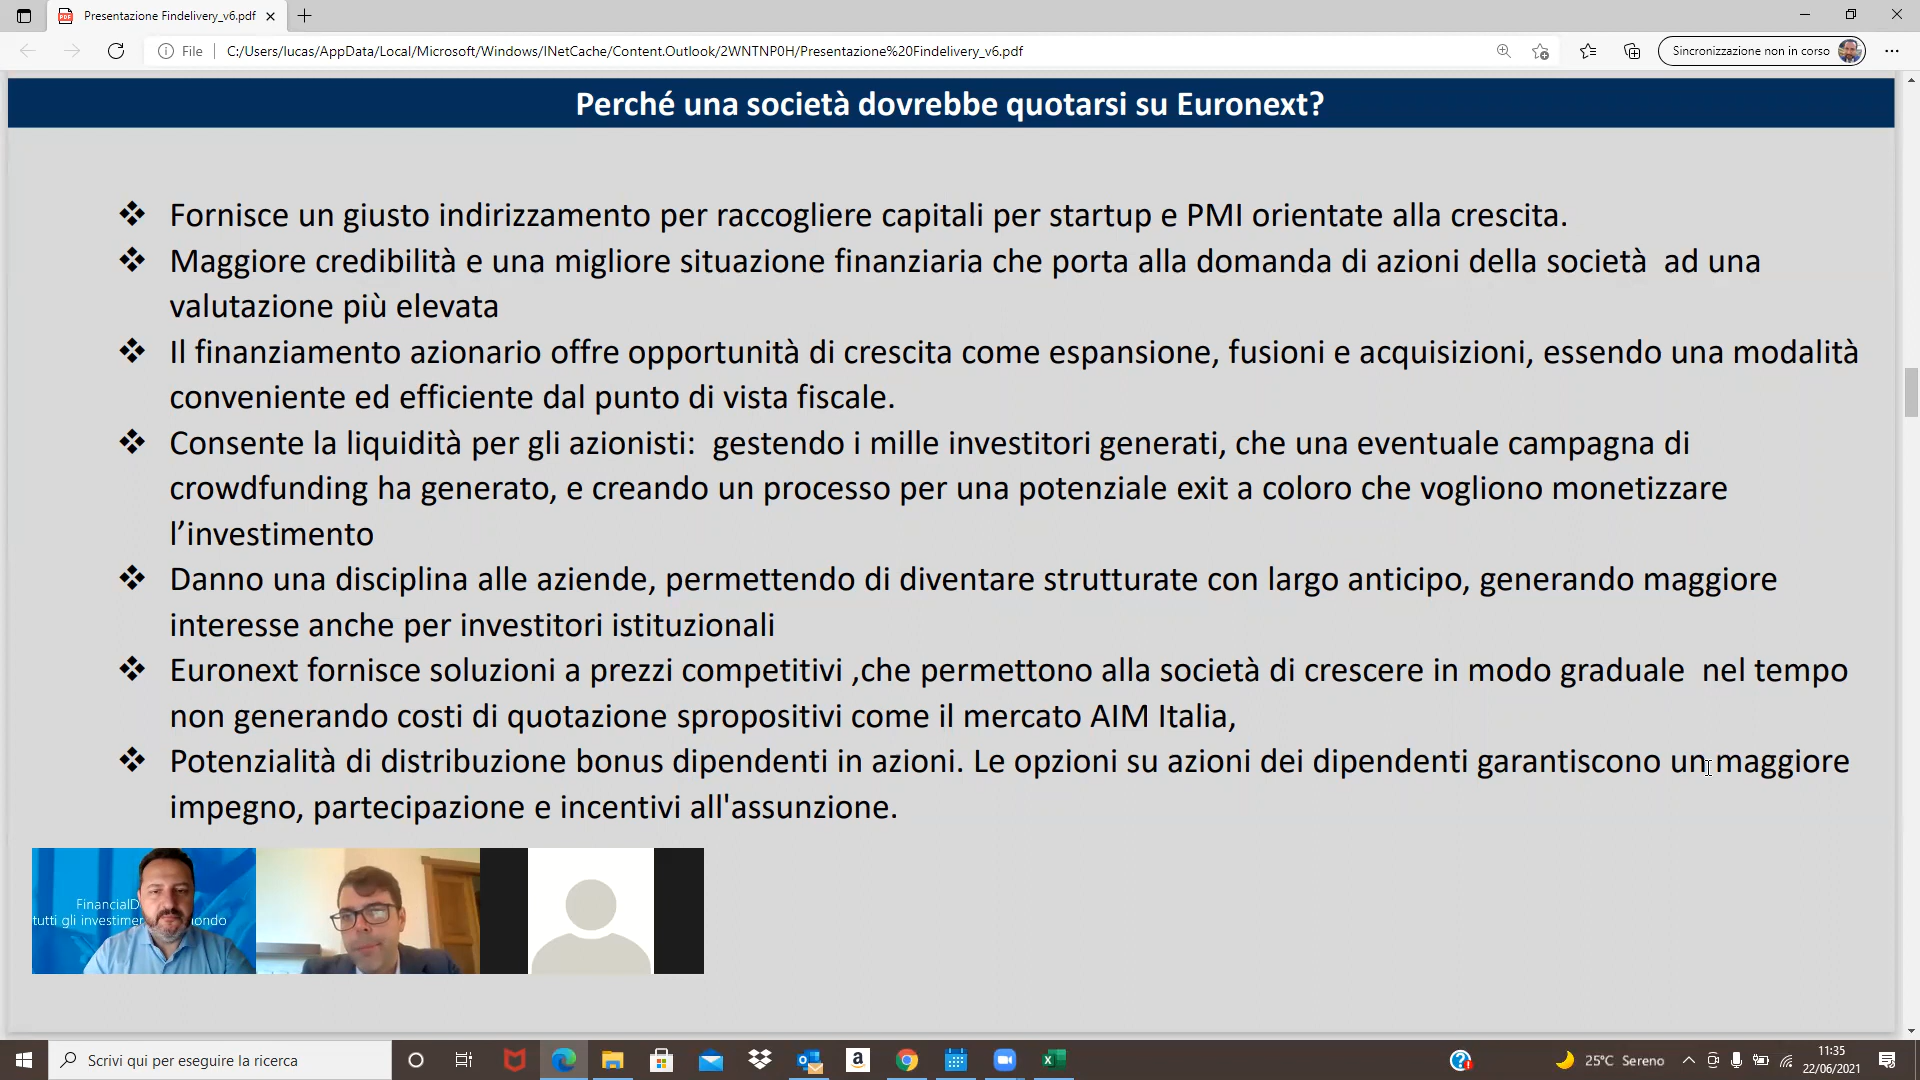 Presentazione Findelivery_v6.pdf
File
C:/Users/lucas/AppData/Local/Microsoft/Windows/INetCache/Content.Outlook/2WNTNP0H/Presentazione%20Findelivery_v6.pdf
Sincronizzazione non in corso
Perché una società dovrebbe quotarsi su Euronext?
Fornisce un giusto indirizzamento per raccogliere capitali per startup e PMI orientate alla crescita.
Maggiore credibilità e una migliore situazione finanziaria che porta alla domanda di azioni della società  ad una
valutazione più elevata
Il finanziamento azionario offre opportunità di crescita come espansione, fusioni e acquisizioni, essendo una modalità
conveniente ed efficiente dal punto di vista fiscale.
Consente la liquidità per gli azionisti:  gestendo i mille investitori generati, che una eventuale campagna di
crowdfunding ha generato, e creando un processo per una potenziale exit a coloro che vogliono monetizzare
l’investimento
Danno una disciplina alle aziende, permettendo di diventare strutturate con largo anticipo, generando maggiore
interesse anche per investitori istituzionali
Euronext fornisce soluzioni a prezzi competitivi ,che permettono alla società di crescere in modo graduale  nel tempo
non generando costi di quotazione spropositivi come il mercato AIM Italia,
Potenzialità di distribuzione bonus dipendenti in azioni. Le opzioni su azioni dei dipendenti garantiscono un maggiore
impegno, partecipazione e incentivi all'assunzione.
FinancialD
tutti gli investimen ondo
Scrivi qui per eseguire la ricerca
25°C Sereno
11:35
22/06/2021